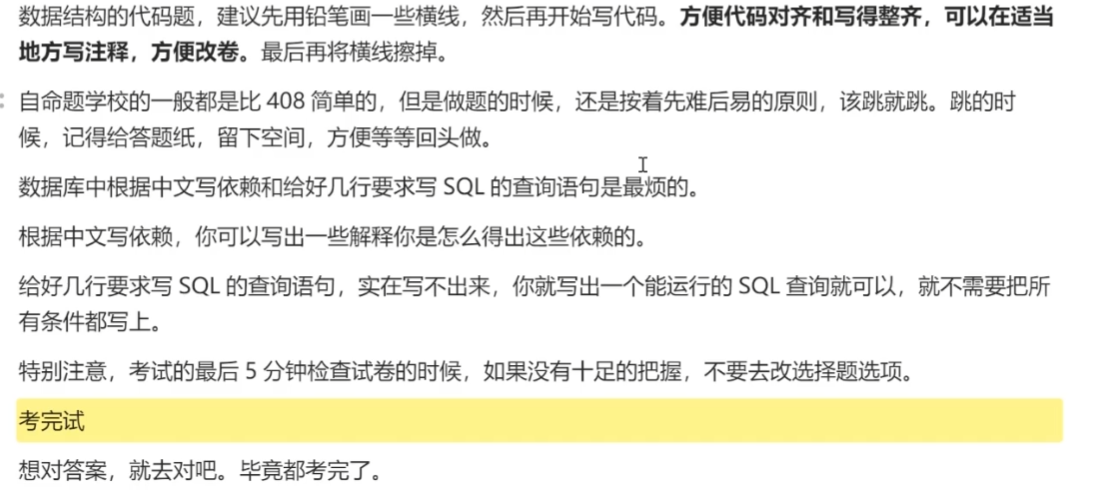 数据结构的代码题，建议先用铅笔画一些横线，然后再开始写代码。方便代码对齐和写得整齐，可以在适当
地方写注释，方便改卷。最后再将横线擦掉。
自命题学校的一般都是比 408 简单的，但是做题的时候，还是按着先难后易的原则，该跳就跳。跳的时
候，记得给答题纸，留下空间，方便等等回头做。
数据库中根据中文写依赖和给好几行要求写 SQL 的查询语句是最烦的。
根据中文写依赖，你可以写出一些解释你是怎么得出这些依赖的。
给好几行要求写 SQL 的查询语句，实在写不出来，你就写出一个能运行的 SQL 查询就可以，就不需要把所
有条件都写上。
特别注意，考试的最后 5 分钟检查试卷的时候，如果没有十足的把握，不要去改选择题选项。
考完试
想对答案，就去对吧。毕竟都考完了。